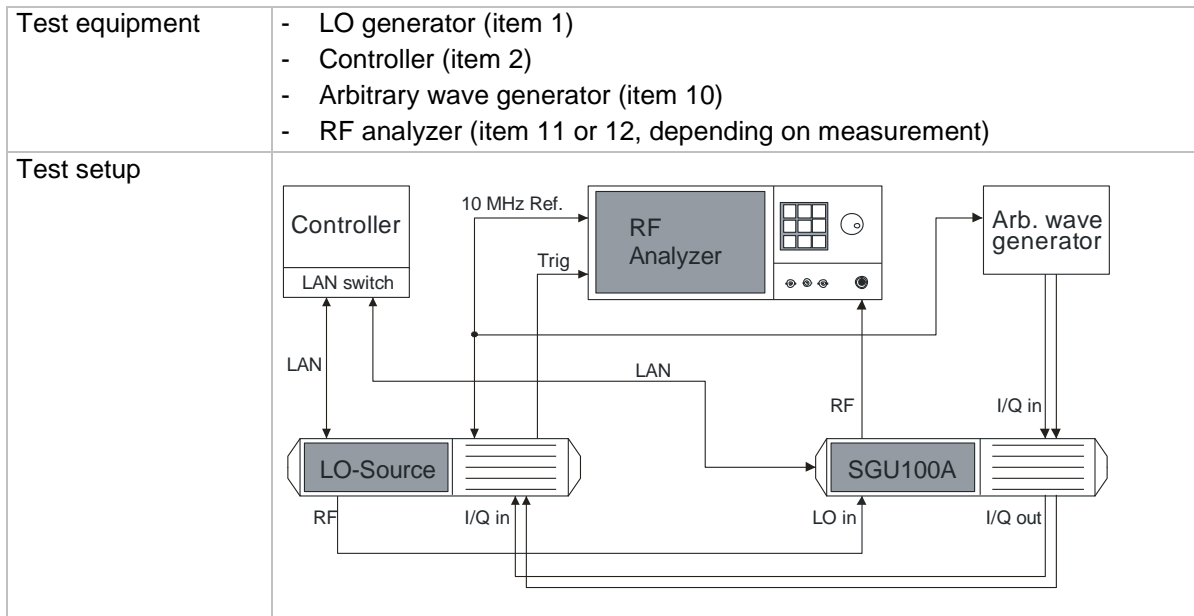 Test equipment
- LO generator (item 1)
- Controller (item 2)
- Arbitrary wave generator (item 10)
- RF analyzer (item 11 or 12, depending on measurement)
Test setup
Controller
LAN switch
10 MHz Ref.
Trig
RF
Analyzer
Arb. wave
generator
LAN
LAN
RF
I/Q in
LO-Source
SGU100A
RF
I/Q in
LO in
I/Q out